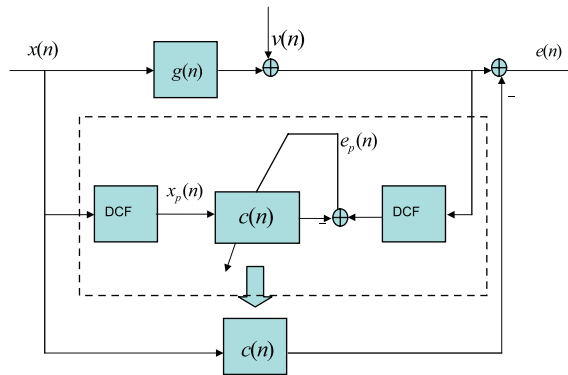 x(n)
v(n)
e(n)
g(n)
−
e_p(n)
DCF
x_p(n)
c(n)
−
DCF
c(n)